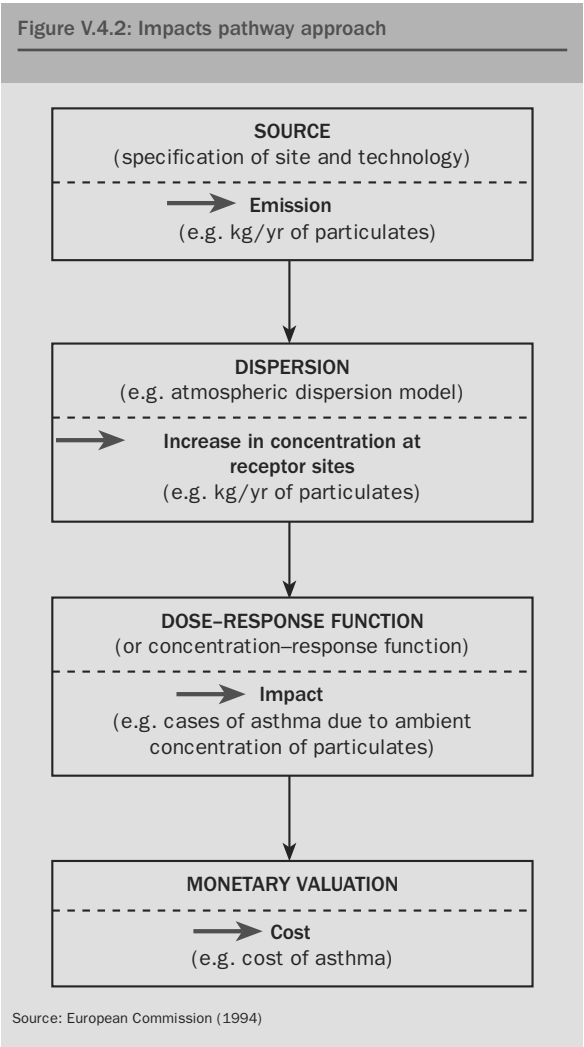 Figure V.4.2: Impacts pathway approach
SOURCE
(specification of site and technology)
Emission
(e.g. kg/yr of particulates)
DISPERSION
(e.g. atmospheric dispersion model)
Increase in concentration at
receptor sites
(e.g. kg/yr of particulates)
DOSE–RESPONSE FUNCTION
(or concentration–response function)
Impact
(e.g. cases of asthma due to ambient
concentration of particulates)
MONETARY VALUATION
Cost
(e.g. cost of asthma)
Source: European Commission (1994)